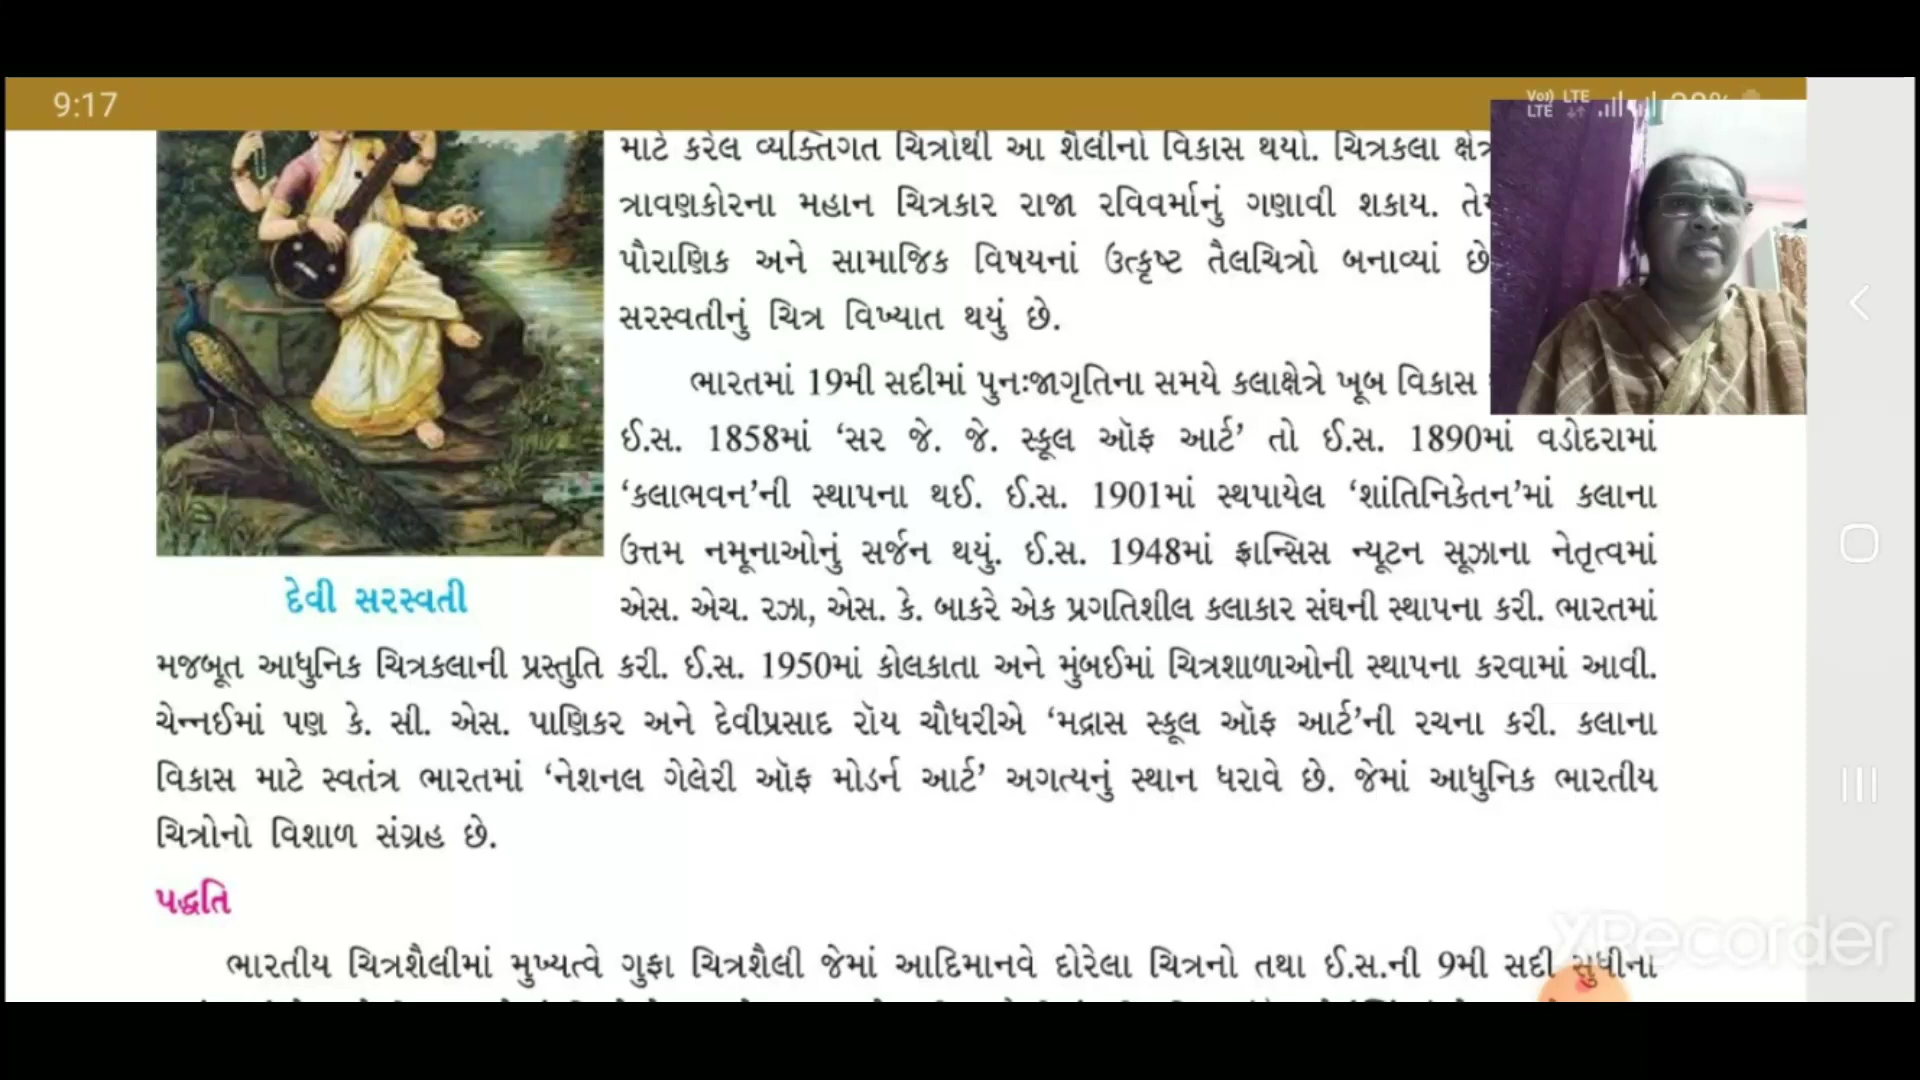 9:17
Vo)) LTE
LTE
માટે કરેલ વ્યક્તિગત ચિત્રોથી આ શૈલીનો વિકાસ થયો. ચિત્રકલા
ત્રાવણકોરના મહાન ચિત્રકાર રાજા રવિવર્માનું ગણાવી શકાય.
પૌરાણિક અને સામાજિક વિષયનાં ઉત્કૃષ્ટ તૈલચિત્રો બનાવ્યાં છે
સરસ્વતીનું ચિત્ર વિખ્યાત થયું છે.
ભારતમાં 19મી સદીમાં પુનઃજાગૃતિના સમયે કલાક્ષેત્રે ખૂબ વિકાસ
ઈ.સ. 1858માં ‘સર જે. જે. સ્કૂલ ઑફ આર્ટ’ તો ઈ.સ. 1890માં વડોદરામાં
‘કલાભવન’ની સ્થાપના થઈ. ઈ.સ. 1901માં સ્થપાયેલ ‘શાંતિનિકેતન’માં કલાના
ઉત્તમ નમૂનાઓનું સર્જન થયું. ઈ.સ. 1948માં ફ્રાન્સિસ ન્યૂટન સૂઝાના નેતૃત્વમાં
દેવી સરસ્વતી
એસ. એચ. રઝા, એસ. કે. બાકરે એક પ્રગતિશીલ કલાકાર સંઘની સ્થાપના કરી. ભારતમાં
મજબૂત આધુનિક ચિત્રકલાની પ્રસ્તુતિ કરી. ઈ.સ. 1950માં કોલકાતા અને મુંબઈમાં ચિત્રશાળાઓની સ્થાપના કરવામાં આવી.
ચેન્નઈમાં પણ કે. સી. એસ. પાણિકર અને દેવીપ્રસાદ રૉય ચૌધરીએ ‘મદ્રાસ સ્કૂલ ઑફ આર્ટ’ની રચના કરી. કલાના
વિકાસ માટે સ્વતંત્ર ભારતમાં ‘નેશનલ ગેલેરી ઑફ મોડર્ન આર્ટ’ અગત્યનું સ્થાન ધરાવે છે. જેમાં આધુનિક ભારતીય
ચિત્રોનો વિશાળ સંગ્રહ છે.
પદ્ધતિ
XRecorder
ભારતીય ચિત્રશૈલીમાં મુખ્યત્વે ગુફા ચિત્રશૈલી જેમાં આદિમાનવે દોરેલા ચિત્રનો તથા ઈ.સ.ની 9મી સદી સુધીના